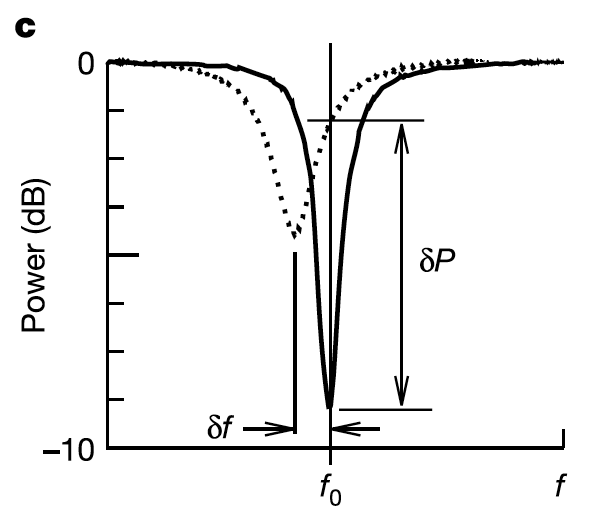 c
0
Power (dB)
δP
δf
–10
f₀
f